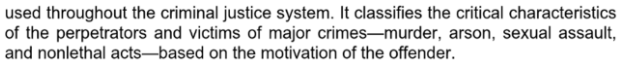 used throughout the criminal justice system. It classifies the critical characteristics
of the perpetrators and victims of major crimes—murder, arson, sexual assault,
and nonlethal acts—based on the motivation of the offender.